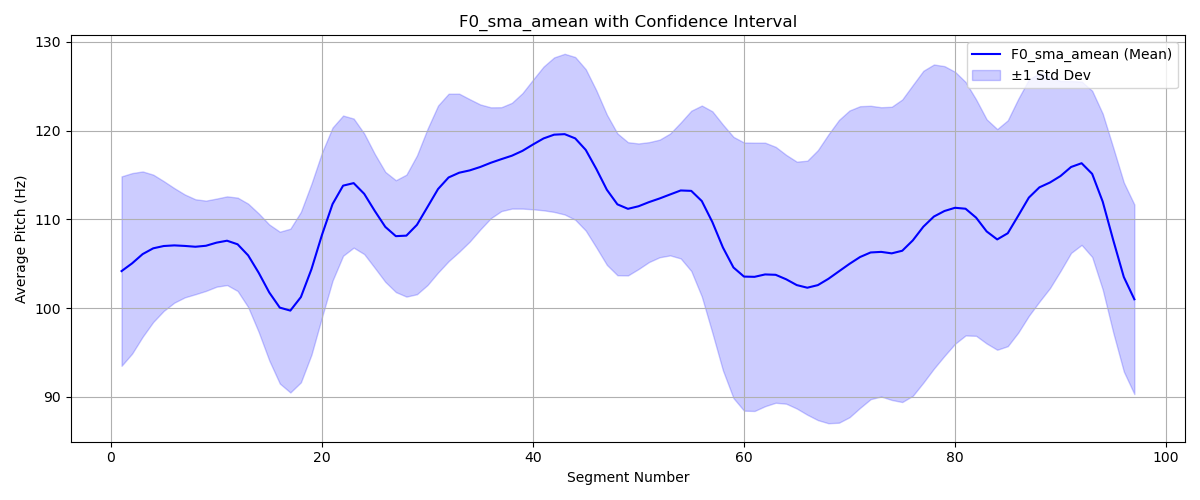 F0_sma_amean with Confidence Interval
F0_sma_amean (Mean)
±1 Std Dev
Average Pitch (Hz)
130
120
110
100
90
0 20 40 60 80 100
Segment Number